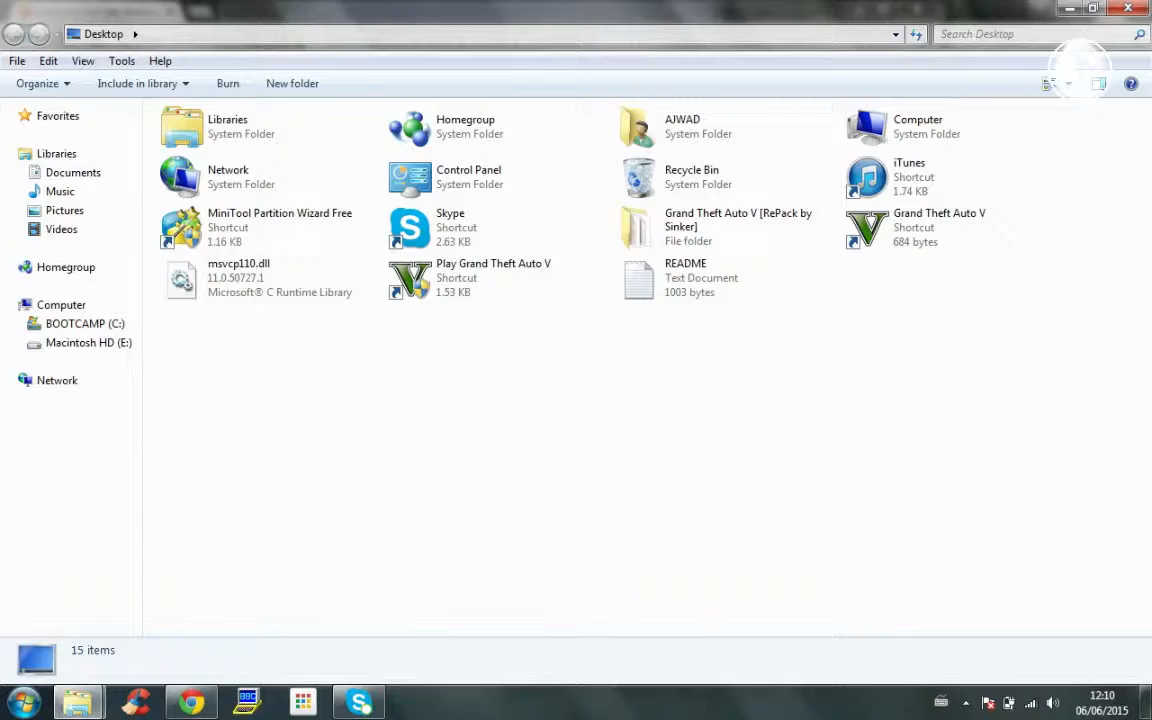 Desktop
Search Desktop
File Edit View Tools Help
Organize Include in library Burn New folder
Favorites
Libraries
Documents
Music
Pictures
Videos
Homegroup
Computer
BOOTCAMP (C:)
Macintosh HD (E:)
Network
Libraries
System Folder
Homegroup
System Folder
AJWAD
System Folder
Computer
System Folder
Network
System Folder
Control Panel
System Folder
Recycle Bin
System Folder
iTunes
Shortcut
1.74 KB
MiniTool Partition Wizard Free
Shortcut
1.16 KB
Skype
Shortcut
2.63 KB
Grand Theft Auto V [RePack by
Sinker]
File folder
Grand Theft Auto V
Shortcut
684 bytes
msvcp110.dll
11.0.50727.1
Microsoft® C Runtime Library
Play Grand Theft Auto V
Shortcut
1.53 KB
README
Text Document
1003 bytes
15 items
BBC
12:10
06/06/2015